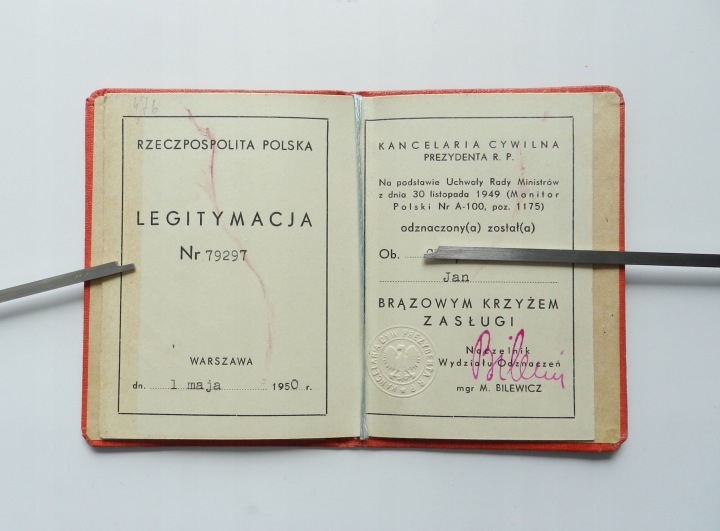 RZECZPOSPOLITA POLSKA
LEGITYMACJA
Nr 79297
WARSZAWA
dn. 1 maja 1950 r.
KANCELARIA CYWILNA
PREZYDENTA R. P.
Na podstawie Uchwały Rady Ministrów
z dnia 30 listopada 1949 (Monitor
Polski Nr A-100, poz. 1175)
odznaczony(a) został(a)
Ob.
Jan
BRĄZOWYM KRZYŻEM
ZASŁUGI
Naczelnik
Wydziału Odznaczeń
mgr M. BILEWICZ